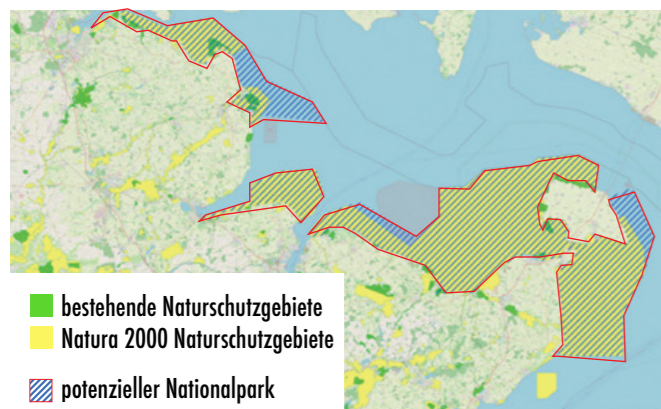 bestehende Naturschutzgebiete
Natura 2000 Naturschutzgebiete
potenzieller Nationalpark